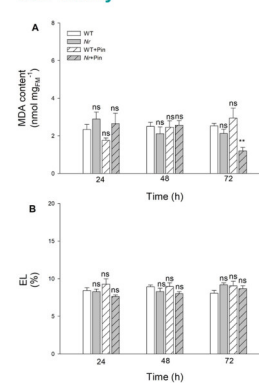 A
WT
Nr
WT+Pin
Nr+Pin
MDA content
(nmol mg FM -1)
8
6
4
2
0
ns ns ns
ns ns ns
ns ns **
24 48 72
Time (h)
B
EL
(%)
20
15
10
5
0
ns ns ns
ns ns ns
ns ns ns
24 48 72
Time (h)